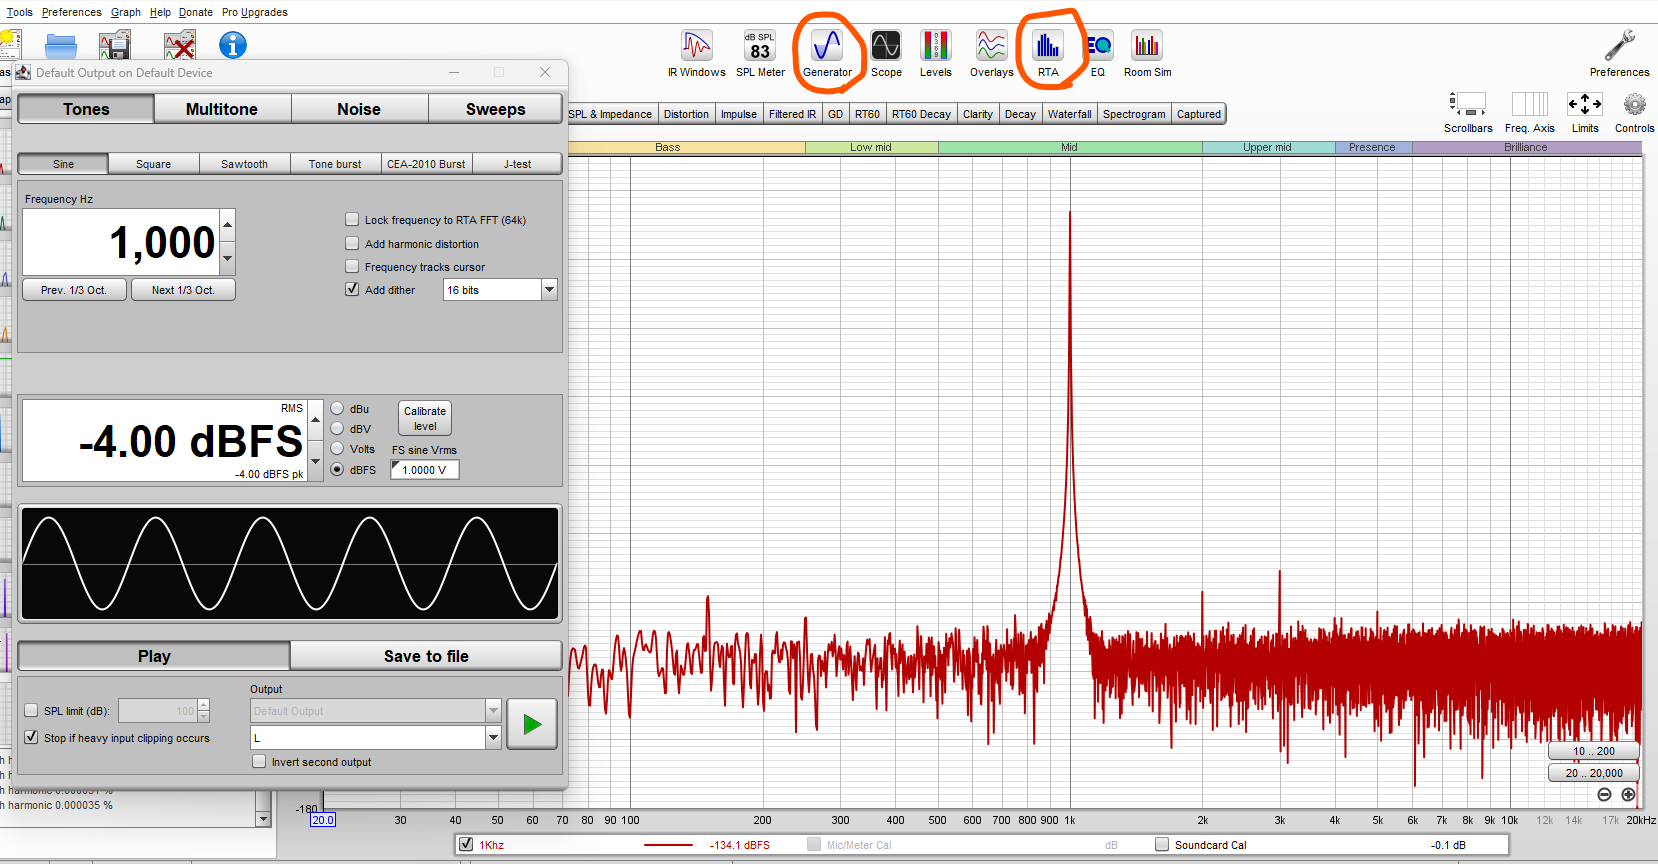 Tools Preferences Graph Help Donate Pro Upgrades
IR Windows
dB SPL
83
SPL Meter
Generator
Scope
Levels
Overlays
RTA
EQ
EQ
Room Sim
Preferences
Default Output on Default Device
Tones Multitone Noise Sweeps
SPL & Impedance Distortion Impulse Filtered IR GD RT60 RT60 Decay Clarity Decay Waterfall Spectrogram Captured
Scrollbars Freq. Axis Limits Controls
Bass Low mid Mid Upper mid Presence Brilliance
Sine Square Sawtooth Tone burst CEA-2010 Burst J-test
Frequency Hz
1,000
Prev. 1/3 Oct. Next 1/3 Oct.
Lock frequency to RTA FFT (64k)
Add harmonic distortion
Frequency tracks cursor
Add dither 16 bits
RMS
-4.00 dBFS
-4.00 dBFS pk
dBu
dBV
Volts
dBFS
Calibrate
level
FS sine Vrms
1.0000 V
Play Save to file
SPL limit (dB): 100
Stop if heavy input clipping occurs
Output
Default Output
L
Invert second output
10 .. 200
20 .. 20,000
h harmonic 0.000035 %
-180
20.0 30 40 50 60 70 80 90 100 200 300 400 500 600 700 800 900 1k 2k 3k 4k 5k 6k 7k 8k 9k 10k 12k 14k 17k 20kHz
1Khz -134.1 dBFS Mic/Meter Cal dB Soundcard Cal -0.1 dB